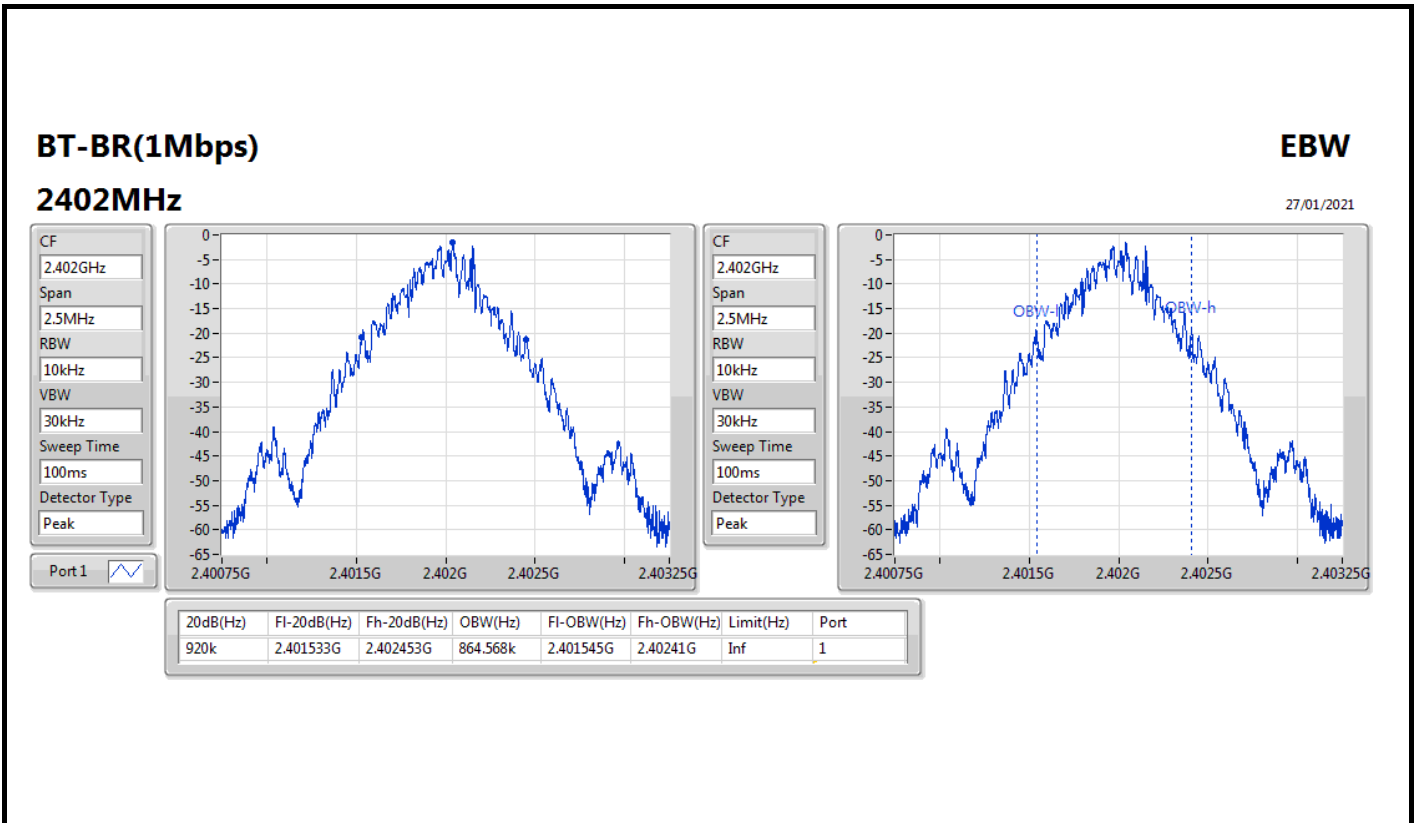 BT-BR(1Mbps)
EBW
2402MHz
27/01/2021
CF
2.402GHz
Span
2.5MHz
RBW
10kHz
VBW
30kHz
Sweep Time
100ms
Detector Type
Peak
Port 1
0
-5
-10
-15
-20
-25
-30
-35
-40
-45
-50
-55
-60
-65
2.40075G 2.4015G 2.402G 2.4025G 2.40325G
CF
2.402GHz
Span
2.5MHz
RBW
10kHz
VBW
30kHz
Sweep Time
100ms
Detector Type
Peak
0
-5
-10
-15
-20
-25
-30
-35
-40
-45
-50
-55
-60
-65
OBW-l
OBW-h
2.40075G 2.4015G 2.402G 2.4025G 2.40325G
20dB(Hz) Fl-20dB(Hz) Fh-20dB(Hz) OBW(Hz) Fl-OBW(Hz) Fh-OBW(Hz) Limit(Hz) Port
920k 2.401533G 2.402453G 864.568k 2.401545G 2.40241G Inf 1